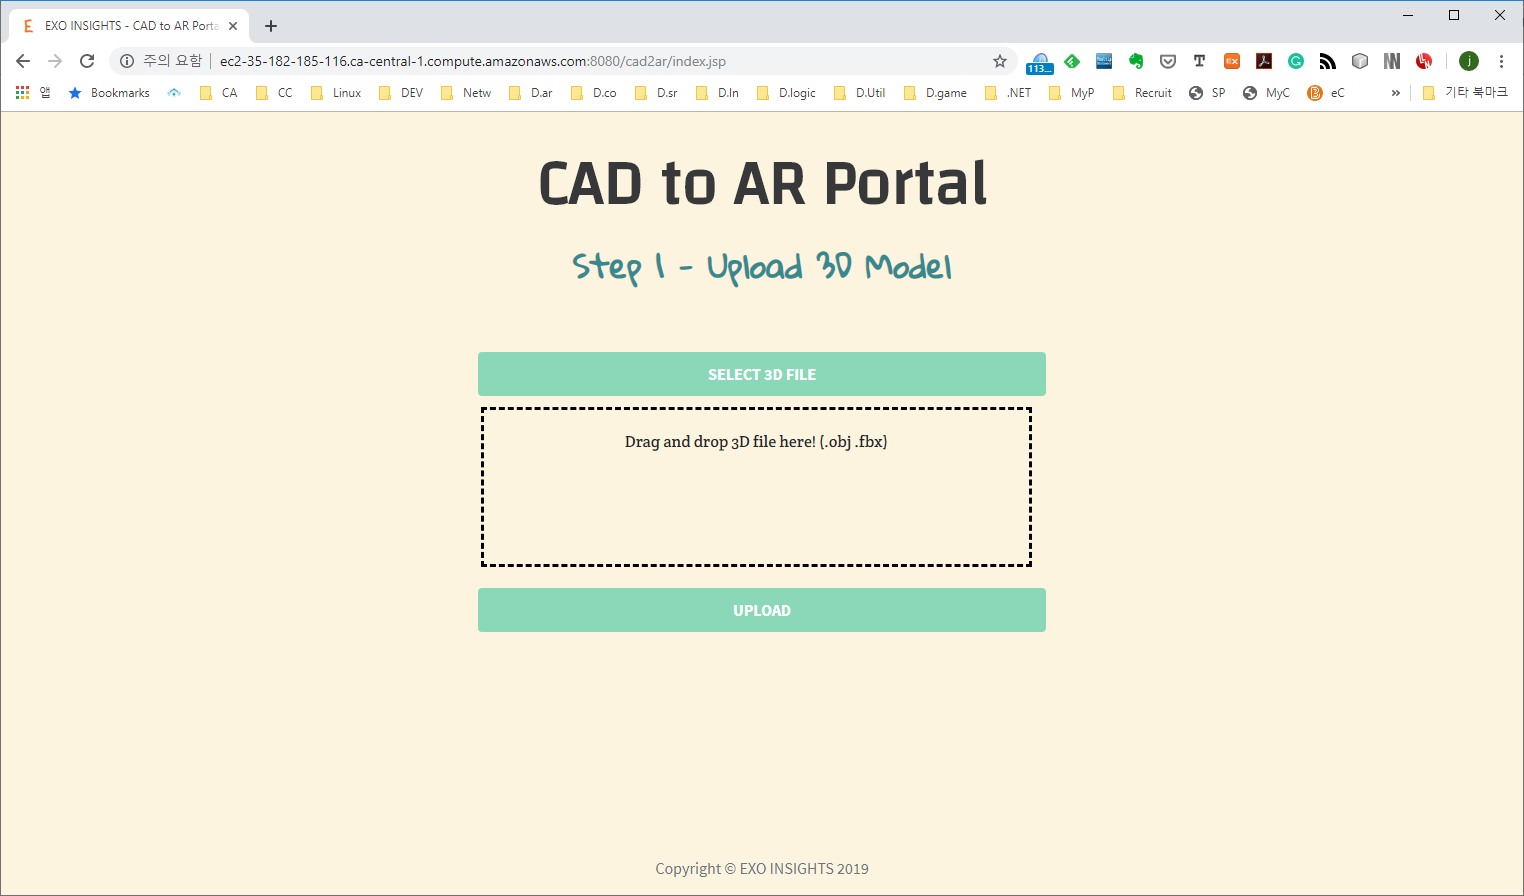 EXO INSIGHTS - CAD to AR Porta
주의 요함 ec2-35-182-185-116.ca-central-1.compute.amazonaws.com:8080/cad2ar/index.jsp
113...
앱 Bookmarks CA CC Linux DEV Netw D.ar D.co D.sr D.In D.logic D.Util D.game .NET MyP Recruit SP MyC eC » 기타 북마크
CAD to AR Portal
Step 1 - Upload 3D Model
SELECT 3D FILE
Drag and drop 3D file here! (.obj .fbx)
UPLOAD
Copyright © EXO INSIGHTS 2019